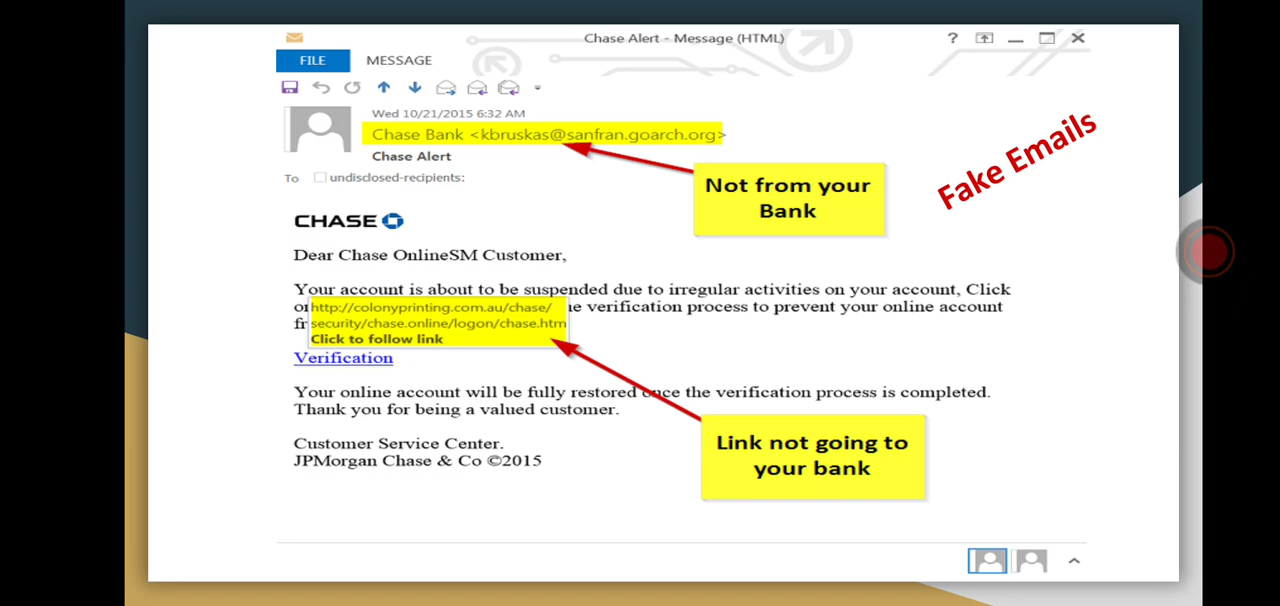 Chase Alert - Message (HTML)
?
FILE
MESSAGE
Wed 10/21/2015 6:32 AM
Chase Bank <kbruskas@sanfran.goarch.org>
Chase Alert
To undisclosed-recipients:
Fake Emails
Not from your
Bank
CHASE
Dear Chase OnlineSM Customer,
Your account is about to be suspended due to irregular activities on your account, Click
http://colonyprinting.com.au/chase/
verification process to prevent your online account
security/chase.online/logon/chase.htm
Click to follow link
Verification
Your online account will be fully restored once the verification process is completed.
Thank you for being a valued customer.
Link not going to
your bank
Customer Service Center.
JPMorgan Chase & Co ©2015